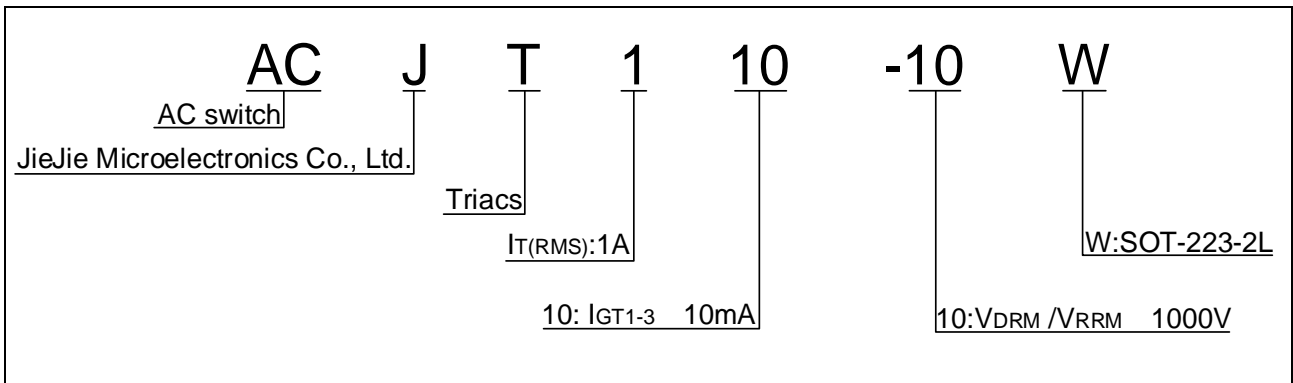 AC J T 1 10 -10 W
AC switch
JieJie Microelectronics Co., Ltd.
Triacs
IT(RMS):1A
W:SOT-223-2L
10: IGT1-3 10mA
10:VDRM /VRRM 1000V